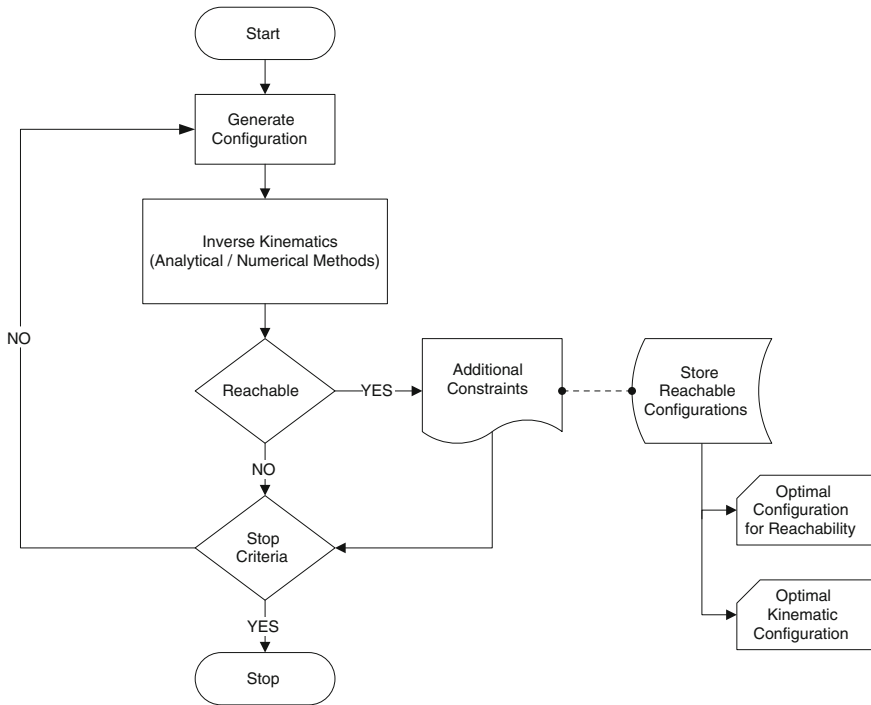 Start
Generate
Configuration
Inverse Kinematics
(Analytical / Numerical Methods)
NO
Reachable
YES
Additional
Constraints
Store
Reachable
Configurations
NO
Stop
Criteria
Optimal
Configuration
for Reachability
YES
Optimal
Kinematic
Configuration
Stop